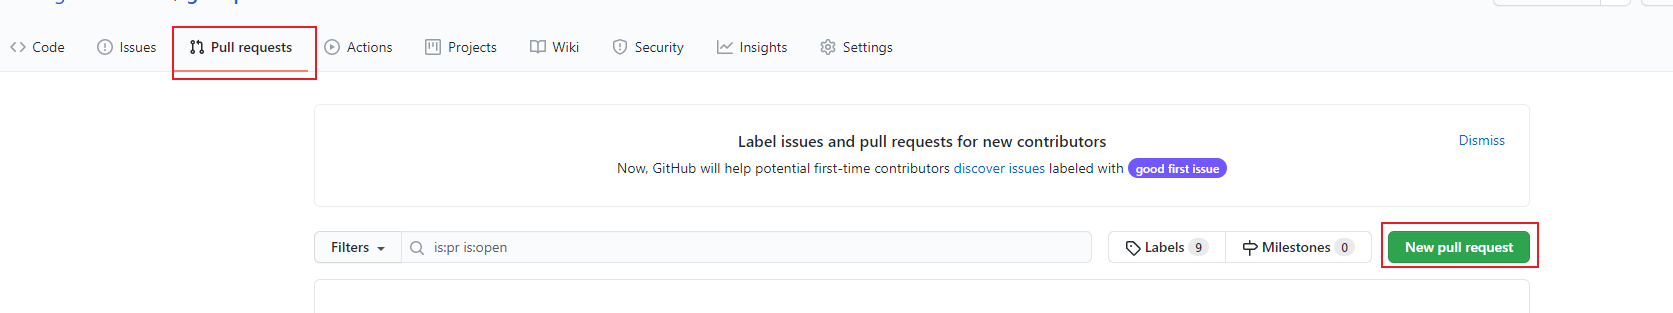 Code Issues Pull requests Actions Projects Wiki Security Insights Settings
Label issues and pull requests for new contributors
Dismiss
Now, GitHub will help potential first-time contributors discover issues labeled with good first issue
Filters is:pr is:open Labels 9 Milestones 0 New pull request